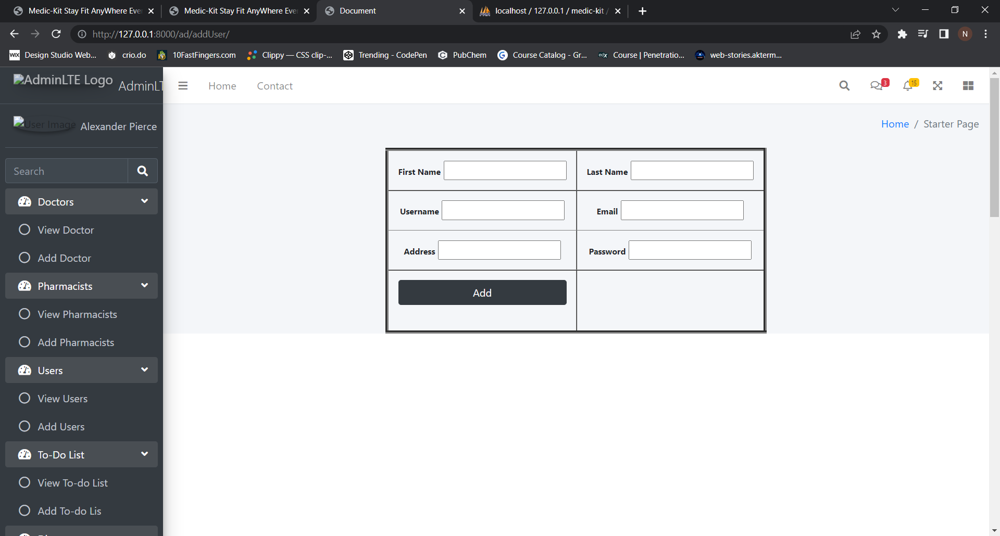 Medic-Kit Stay Fit AnyWhere Ever
Medic-Kit Stay Fit AnyWhere Eve
Document
localhost / 127.0.0.1 / medic-kit /
http://127.0.0.1:8000/ad/addUser/
N
WIX Design Studio Web...
crio.do
10FastFingers.com
Clippy — CSS clip-...
Trending - CodePen
PubChem
G Course Catalog - Gr...
edX Course | Penetratio...
web-stories.akterm...
AdminLTE Logo
AdminLT
Home
Contact
3
15
User Image
Alexander Pierce
Home / Starter Page
Search
Doctors
View Doctor
Add Doctor
Pharmacists
View Pharmacists
Add Pharmacists
Users
View Users
Add Users
To-Do List
View To-do List
Add To-do Lis
First Name
Last Name
Username
Email
Address
Password
Add